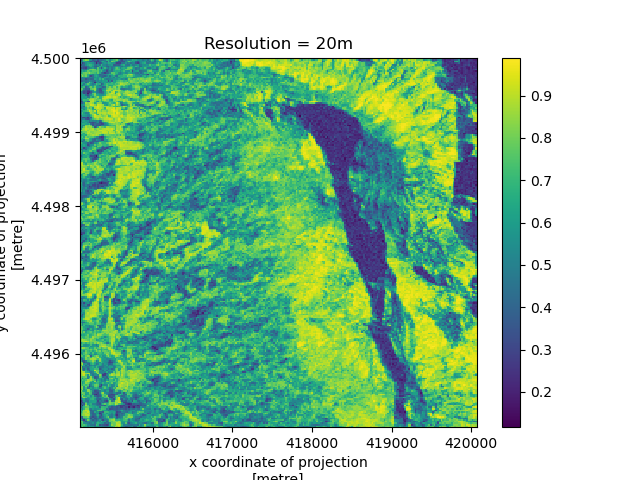 Resolution = 20m
1e6
4.500
4.499
4.498
4.497
4.496
y coordinate of projection
[metre]
416000 417000 418000 419000 420000
x coordinate of projection
[metre]
0.9
0.8
0.7
0.6
0.5
0.4
0.3
0.2